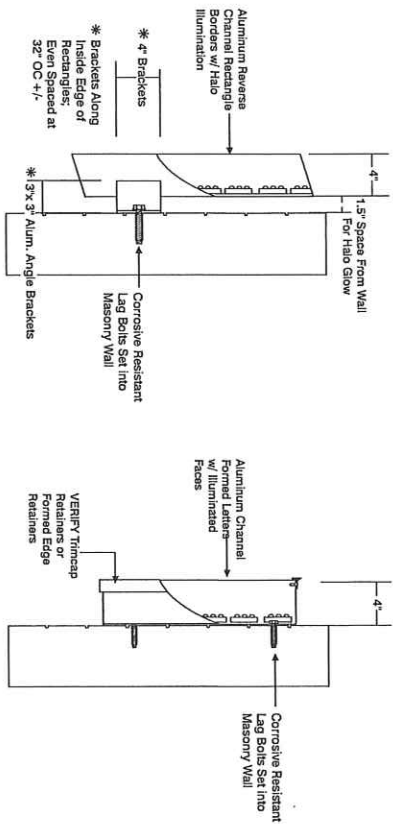 Aluminum Reverse
Channel Rectangle
Borders w/ Halo
Illumination
4"
1.5" Space From Wall
For Halo Glow
* 4" Brackets
* Brackets Along
Inside Edge of
Rectangles;
Even Spaced at
32" OC +/-
* 3"x 3" Alum. Angle Brackets
Corrosive Resistant
Lag Bolts Set into
Masonry Wall
Aluminum Channel
Formed Letters
w/ Illuminated
Faces
4"
VERIFY Trimcap
Retainers or
Formed Edge
Retainers
Corrosive Resistant
Lag Bolts Set into
Masonry Wall